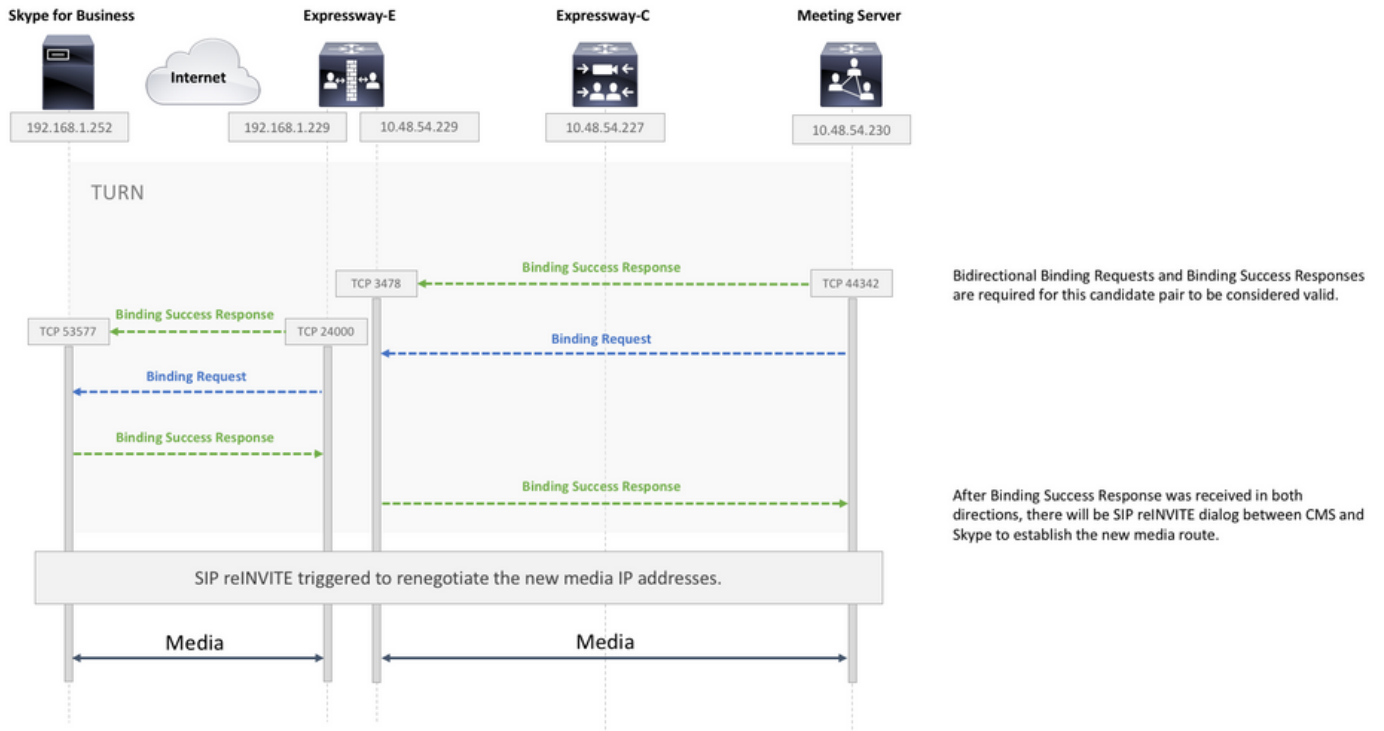 Skype for Business
Expressway-E
Expressway-C
Meeting Server
Internet
192.168.1.252
192.168.1.229
10.48.54.229
10.48.54.227
10.48.54.230
TURN
Binding Success Response
TCP 3478
TCP 44342
Bidirectional Binding Requests and Binding Success Responses
are required for this candidate pair to be considered valid.
Binding Success Response
TCP 53577
TCP 24000
Binding Request
Binding Request
Binding Success Response
Binding Success Response
After Binding Success Response was received in both
directions, there will be SIP reINVITE dialog between CMS and
Skype to establish the new media route.
SIP reINVITE triggered to renegotiate the new media IP addresses.
Media
Media